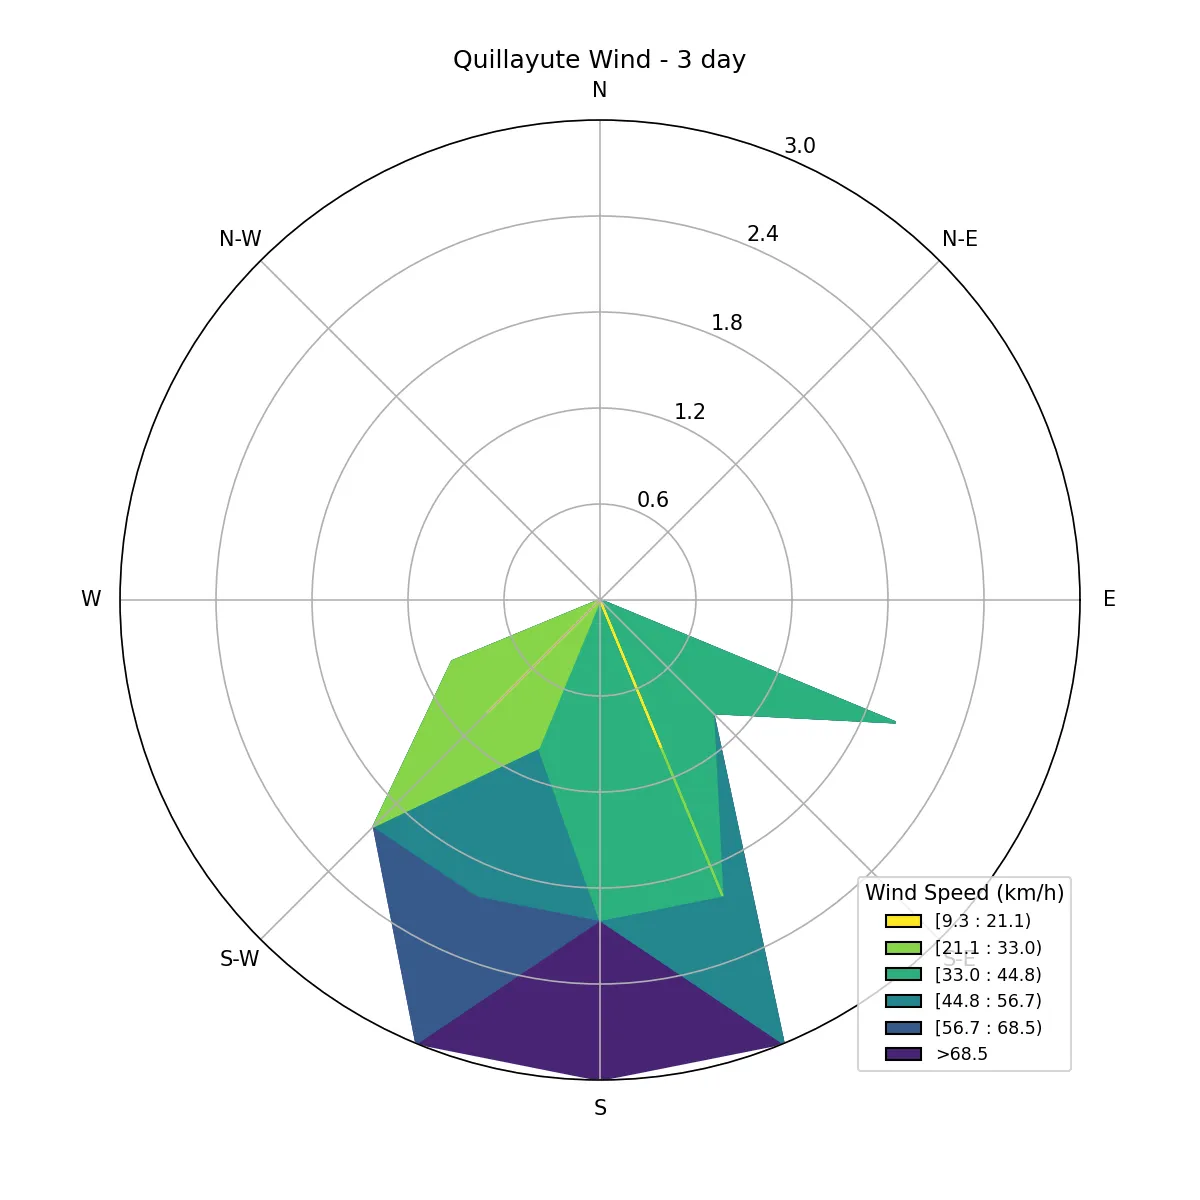 Quillayute Wind - 3 day
N
3.0
N-W
N-E
2.4
1.8
1.2
0.6
W
E
Wind Speed (km/h)
[9.3 : 21.1)
[21.1 : 33.0)
S-W
S-E
[33.0 : 44.8)
[44.8 : 56.7)
[56.7 : 68.5)
>68.5
S